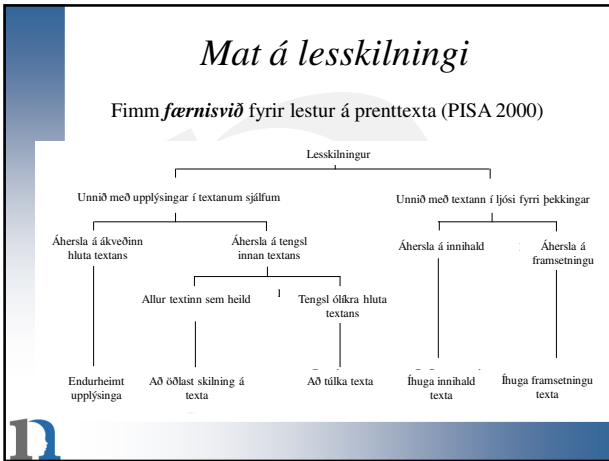 Mat á lesskilningi
Fimm færnisvið fyrir lestur á prenttexta (PISA 2000)
Lesskilningur
Unnið með upplýsingar í textanum sjálfum
Unnið með textann í ljósi fyrri þekkingar
Áhersla á ákveðinn
hluta textans
Áhersla á tengsl
innan textans
Áhersla á innihald
Áhersla á
framsetningu
Allur textinn sem heild
Tengsl ólíkra hluta
textans
Endurheimt
upplýsinga
Að öðlast skilning á
texta
Að túlka texta
Íhuga innihald
texta
Íhuga framsetningu
texta